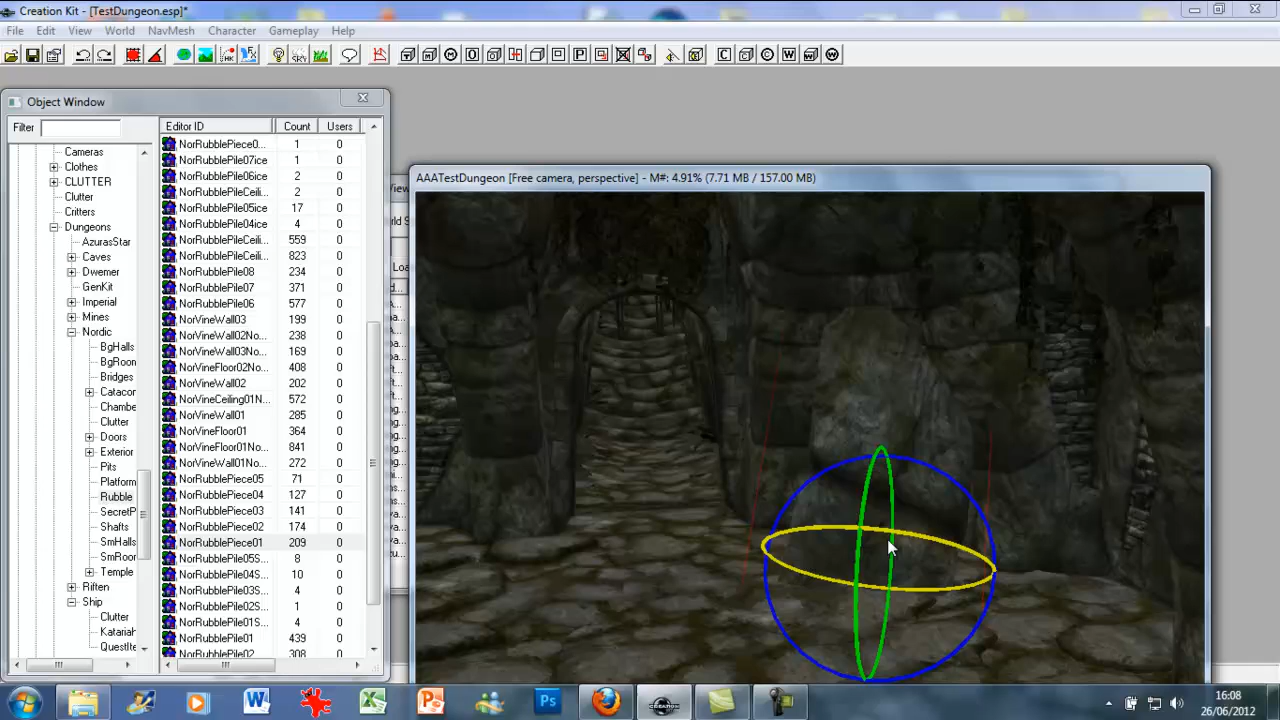 Creation Kit - [TestDungeon.esp]*
File Edit View World NavMesh Character Gameplay Help
Object Window
Filter
Cameras
Clothes
CLUTTER
Clutter
Critters
Dungeons
AzurasStar
Caves
Dwemer
GenKit
Imperial
Mines
Nordic
BgHalls
BgRoon
Bridges
Catacon
Chambe
Clutter
Doors
Exterior
Pits
Platform
Rubble
SecretP
Shafts
SmHalls
SmRoor
Temple
Riften
Ship
Clutter
Katariah
QuestIte
Editor ID Count Users
NorRubblePiece0... 1 0
NorRubblePile07ice 1 0
NorRubblePile06ice 2 0
NorRubblePileCeili... 2 0
NorRubblePile05ice 17 0
NorRubblePile04ice 4 0
NorRubblePileCeili... 559 0
NorRubblePileCeili... 823 0
NorRubblePile08 234 0
NorRubblePile07 371 0
NorRubblePile06 577 0
NorVineWall03 199 0
NorVineWall02No... 238 0
NorVineWall03No... 169 0
NorVineFloor02No... 408 0
NorVineWall02 202 0
NorVineCeiling01N... 572 0
NorVineWall01 285 0
NorVineFloor01 364 0
NorVineFloor01No... 841 0
NorVineWall01No... 272 0
NorRubblePiece05 71 0
NorRubblePiece04 127 0
NorRubblePiece03 141 0
NorRubblePiece02 174 0
NorRubblePiece01 209 0
NorRubblePile05S... 8 0
NorRubblePile04S... 10 0
NorRubblePile03S... 4 0
NorRubblePile02S... 1 0
NorRubblePile01S... 4 0
NorRubblePile01 439 0
NorRubblePile02 308 0
AAATestDungeon [Free camera, perspective] - M#: 4.91% (7.71 MB / 157.00 MB)
16:08
26/06/2012